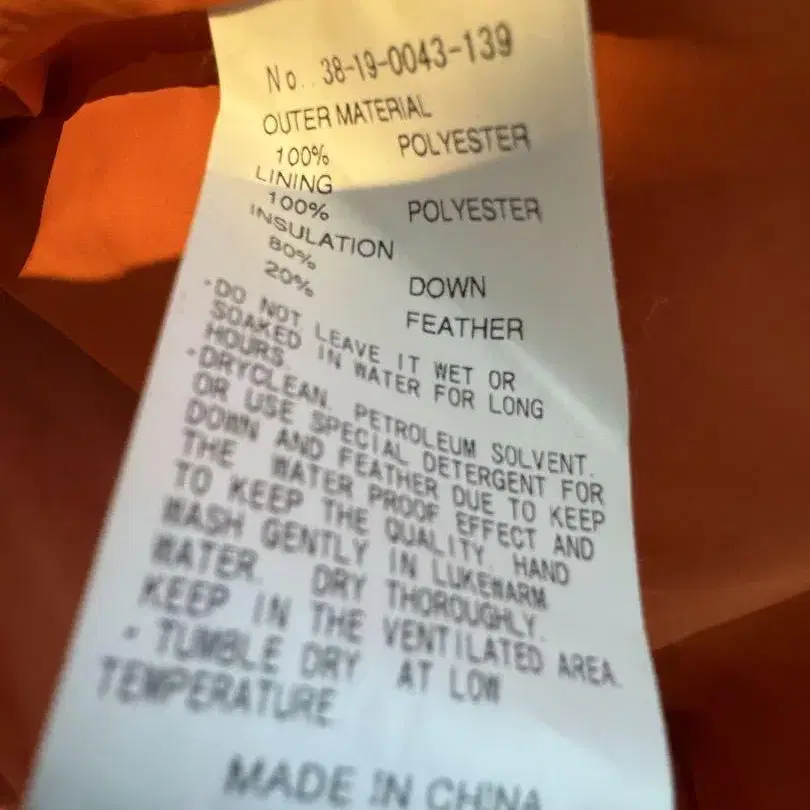 No. 38-19-0043-139
OUTER MATERIAL
100% POLYESTER
LINING
100% POLYESTER
INSULATION
80% DOWN
20% FEATHER
·DO NOT LEAVE IT WET OR
SOAKED IN WATER FOR LONG
HOURS.
·DRYCLEAN. PETROLEUM SOLVENT.
OR USE SPECIAL DETERGENT FOR
DOWN AND FEATHER DUE TO KEEP
THE WATER PROOF EFFECT AND
TO KEEP THE QUALITY. HAND
WASH GENTLY IN LUKEWARM
WATER. DRY THOROUGHLY.
KEEP IN THE VENTILATED AREA.
·TUMBLE DRY AT LOW
TEMPERATURE
MADE IN CHINA